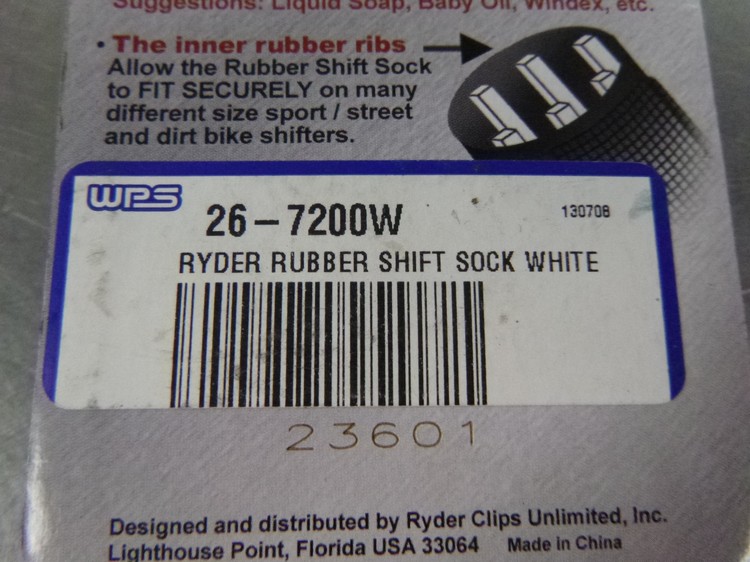 Suggestions: Liquid Soap, Baby Oil, Windex, etc.
• The inner rubber ribs
Allow the Rubber Shift Sock
to FIT SECURELY on many
different size sport / street
and dirt bike shifters.
WPS
26-7200W
130708
RYDER RUBBER SHIFT SOCK WHITE
23601
Designed and distributed by Ryder Clips Unlimited, Inc.
Lighthouse Point, Florida USA 33064 Made in China